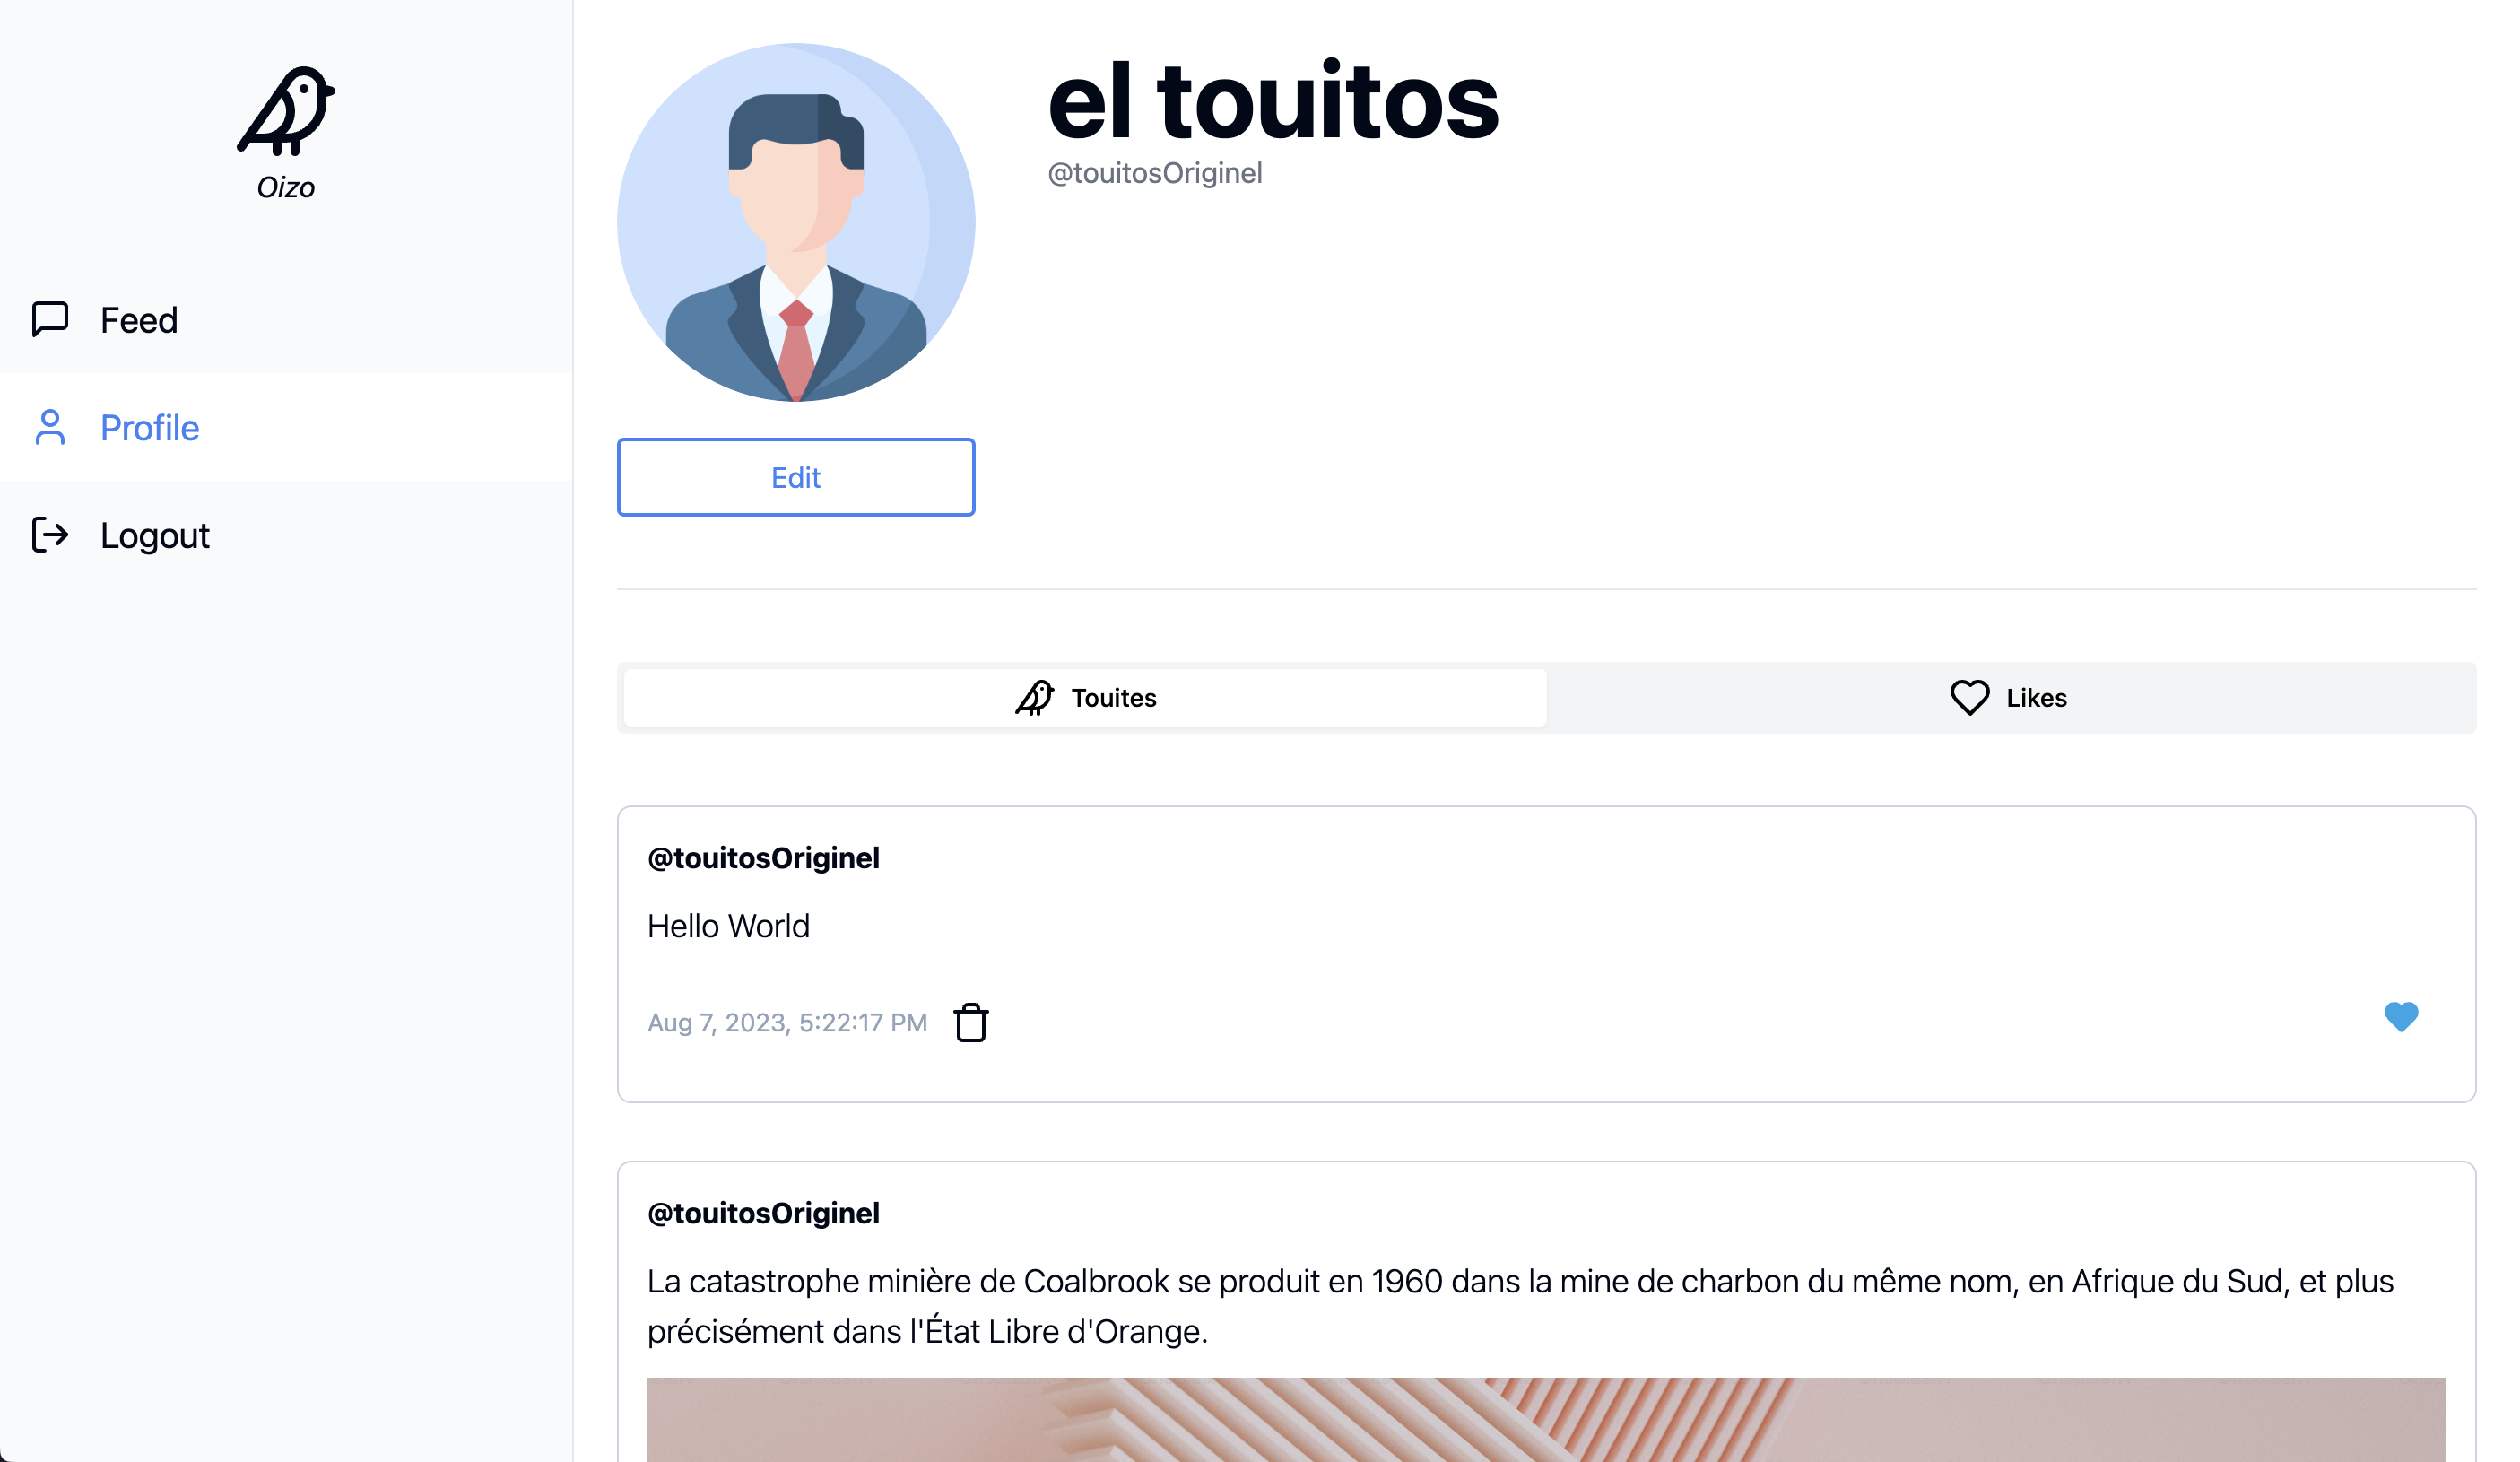 Oizo
Feed
Profile
Logout
el touitos
@touitosOriginel
Edit
Touites
Likes
@touitosOriginel
Hello World
Aug 7, 2023, 5:22:17 PM
@touitosOriginel
La catastrophe minière de Coalbrook se produit en 1960 dans la mine de charbon du même nom, en Afrique du Sud, et plus
précisément dans l'État Libre d'Orange.